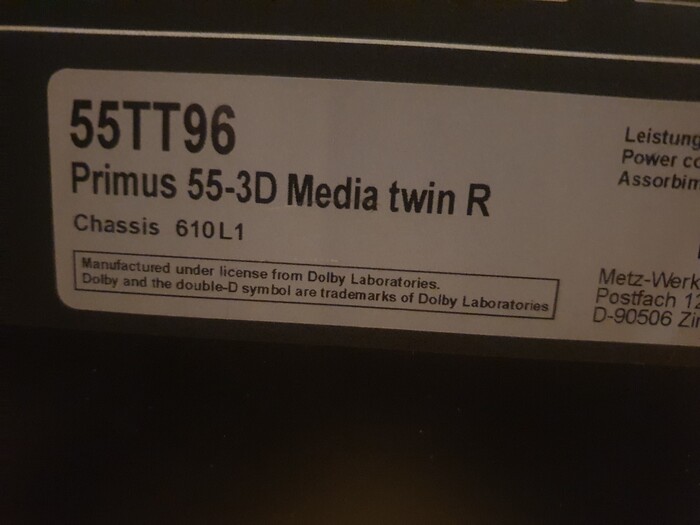 55TT96
Primus 55-3D Media twin R
Chassis 610L1
Manufactured under license from Dolby Laboratories.
Dolby and the double-D symbol are trademarks of Dolby Laboratories
Leistung
Power co
Assorbim
Metz-Werk
Postfach 12
D-90506 Zir